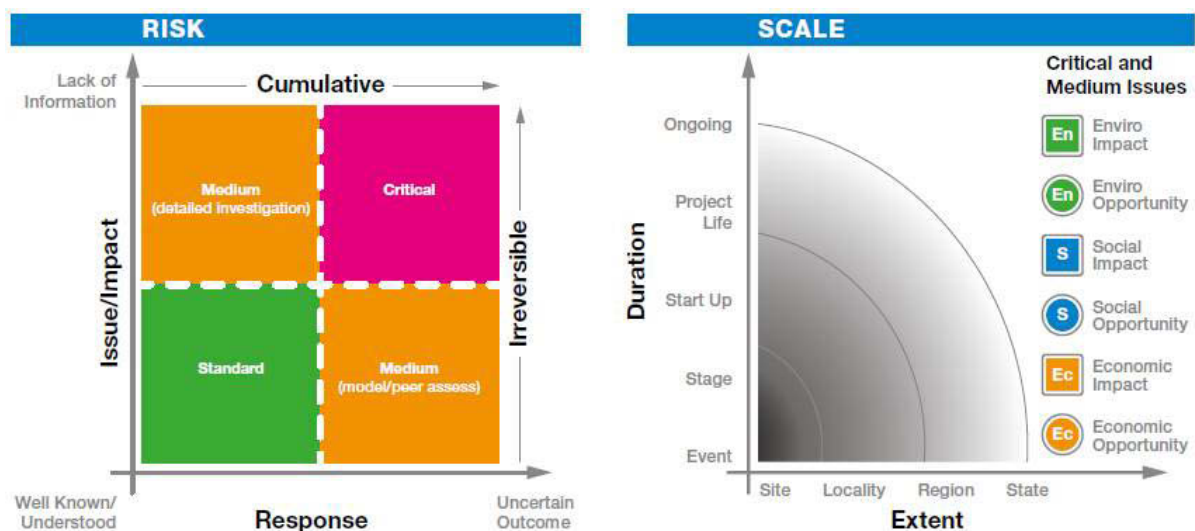 RISK
Lack of
Information
Cumulative
Medium
(detailed investigation)
Critical
Issue/Impact
Irreversible
Standard
Medium
(model/peer assess)
Well Known/
Understood
Response
Uncertain
Outcome
SCALE
Critical and
Medium Issues
Ongoing
Project
Life
Duration
Start Up
Stage
Event
Site
Locality
Region
State
Extent
En
Enviro
Impact
En
Enviro
Opportunity
S
Social
Impact
S
Social
Opportunity
Ec
Economic
Impact
Ec
Economic
Opportunity